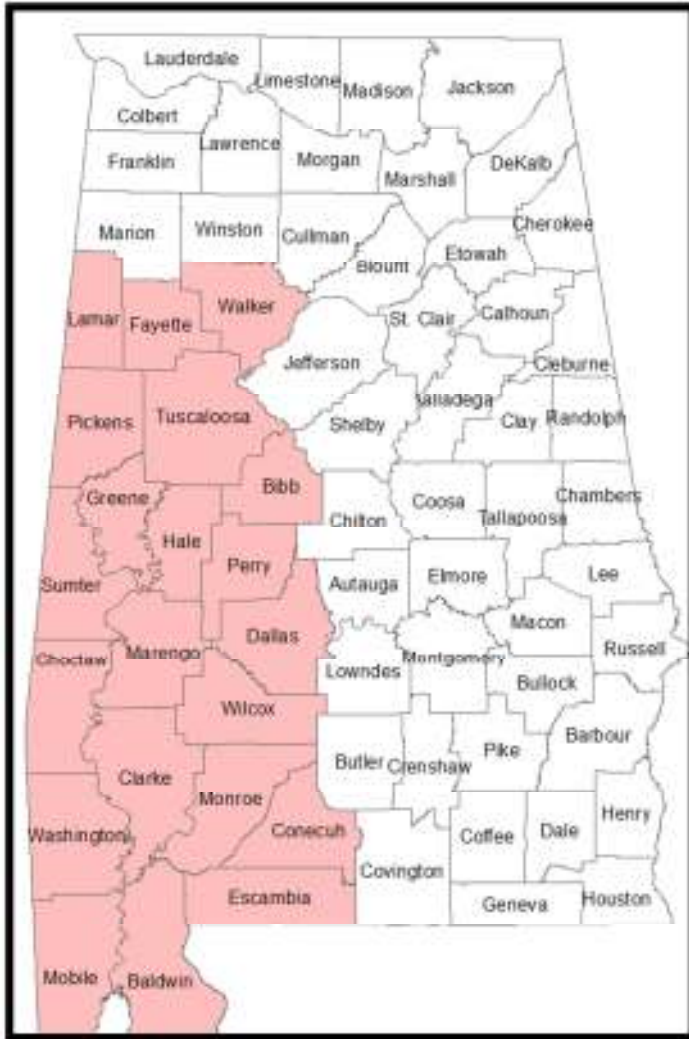 Lauderdale
Limestone
Madison
Jackson
Colbert
Lawrence
Franklin
Morgan
Marshall
DeKalb
Cherokee
Marion
Winston
Cullman
Blount
Etowah
Lamar
Fayette
Walker
St. Clair
Calhoun
Jefferson
Cleburne
Pickens
Tuscaloosa
Shelby
Talladega
Clay
Randolph
Greene
Bibb
Hale
Chilton
Coosa
Tallapoosa
Chambers
Sumter
Perry
Autauga
Elmore
Lee
Choctaw
Marengo
Dallas
Lowndes
Montgomery
Macon
Russell
Wilcox
Bullock
Clarke
Monroe
Butler
Crenshaw
Pike
Barbour
Washington
Conecuh
Coffee
Dale
Henry
Covington
Escambia
Geneva
Houston
Mobile
Baldwin